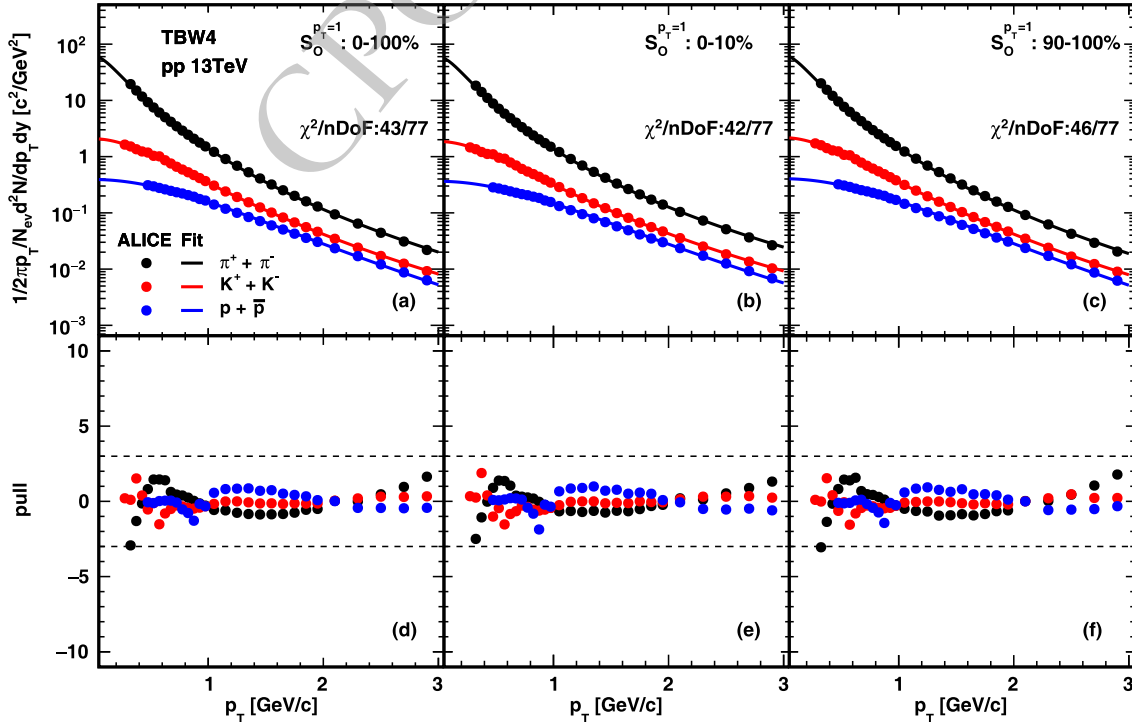 1/2πp_T/N_ev d²N/dp_T dy [c²/GeV²]
10²
10
1
10⁻¹
10⁻²
10⁻³
TBW4
pp 13TeV
S_O^{p_T=1} : 0-100%
χ²/nDoF:43/77
ALICE Fit
π⁺ + π⁻
K⁺ + K⁻
p + p̅
(a)
S_O^{p_T=1} : 0-10%
χ²/nDoF:42/77
(b)
S_O^{p_T=1} : 90-100%
χ²/nDoF:46/77
(c)
CPC
pull
10
5
0
−5
−10
(d)
(e)
(f)
1 2 3 1 2 3 1 2 3
p_T [GeV/c] p_T [GeV/c] p_T [GeV/c]